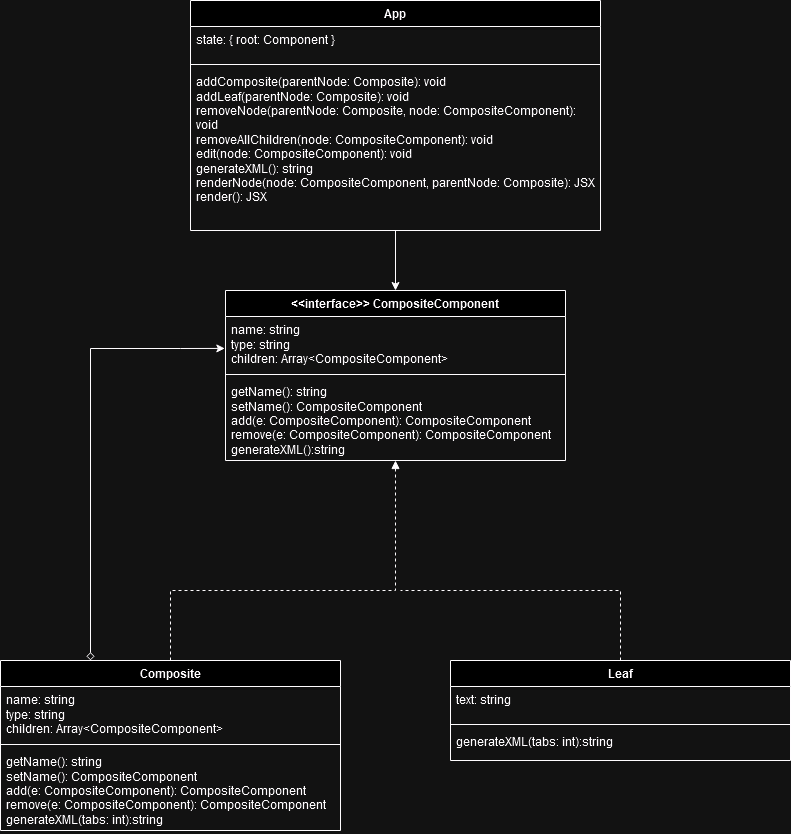 App
state: { root: Component }
addComposite(parentNode: Composite): void
addLeaf(parentNode: Composite): void
removeNode(parentNode: Composite, node: CompositeComponent):
void
removeAllChildren(node: CompositeComponent): void
edit(node: CompositeComponent): void
generateXML(): string
renderNode(node: CompositeComponent, parentNode: Composite): JSX
render(): JSX
<<interface>> CompositeComponent
name: string
type: string
children: Array<CompositeComponent>
getName(): string
setName(): CompositeComponent
add(e: CompositeComponent): CompositeComponent
remove(e: CompositeComponent): CompositeComponent
generateXML():string
Composite
name: string
type: string
children: Array<CompositeComponent>
getName(): string
setName(): CompositeComponent
add(e: CompositeComponent): CompositeComponent
remove(e: CompositeComponent): CompositeComponent
generateXML(tabs: int):string
Leaf
text: string
generateXML(tabs: int):string